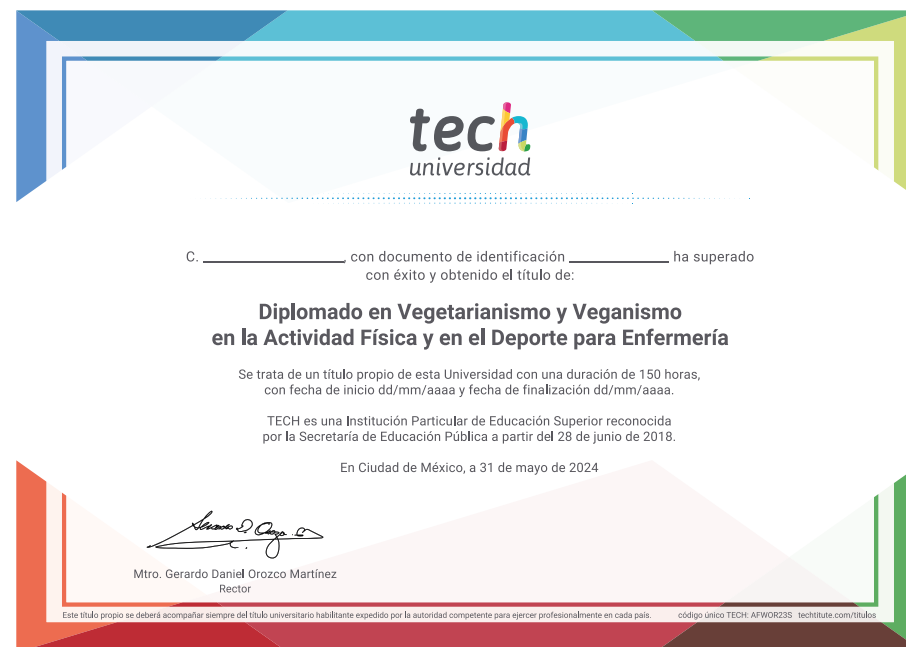 tech
universidad
C. ____________, con documento de identificación ____________ ha superado
con éxito y obtenido el título de:
Diplomado en Vegetarianismo y Veganismo
en la Actividad Física y en el Deporte para Enfermería
Se trata de un título propio de esta Universidad con una duración de 150 horas,
con fecha de inicio dd/mm/aaaa y fecha de finalización dd/mm/aaaa.
TECH es una Institución Particular de Educación Superior reconocida
por la Secretaría de Educación Pública a partir del 28 de junio de 2018.
En Ciudad de México, a 31 de mayo de 2024
Mtro. Gerardo Daniel Orozco Martínez
Rector
Este título propio se deberá acompañar siempre del título universitario habilitante expedido por la autoridad competente para ejercer profesionalmente en cada país. código único TECH: AFWOR23S techtitute.com/titulos